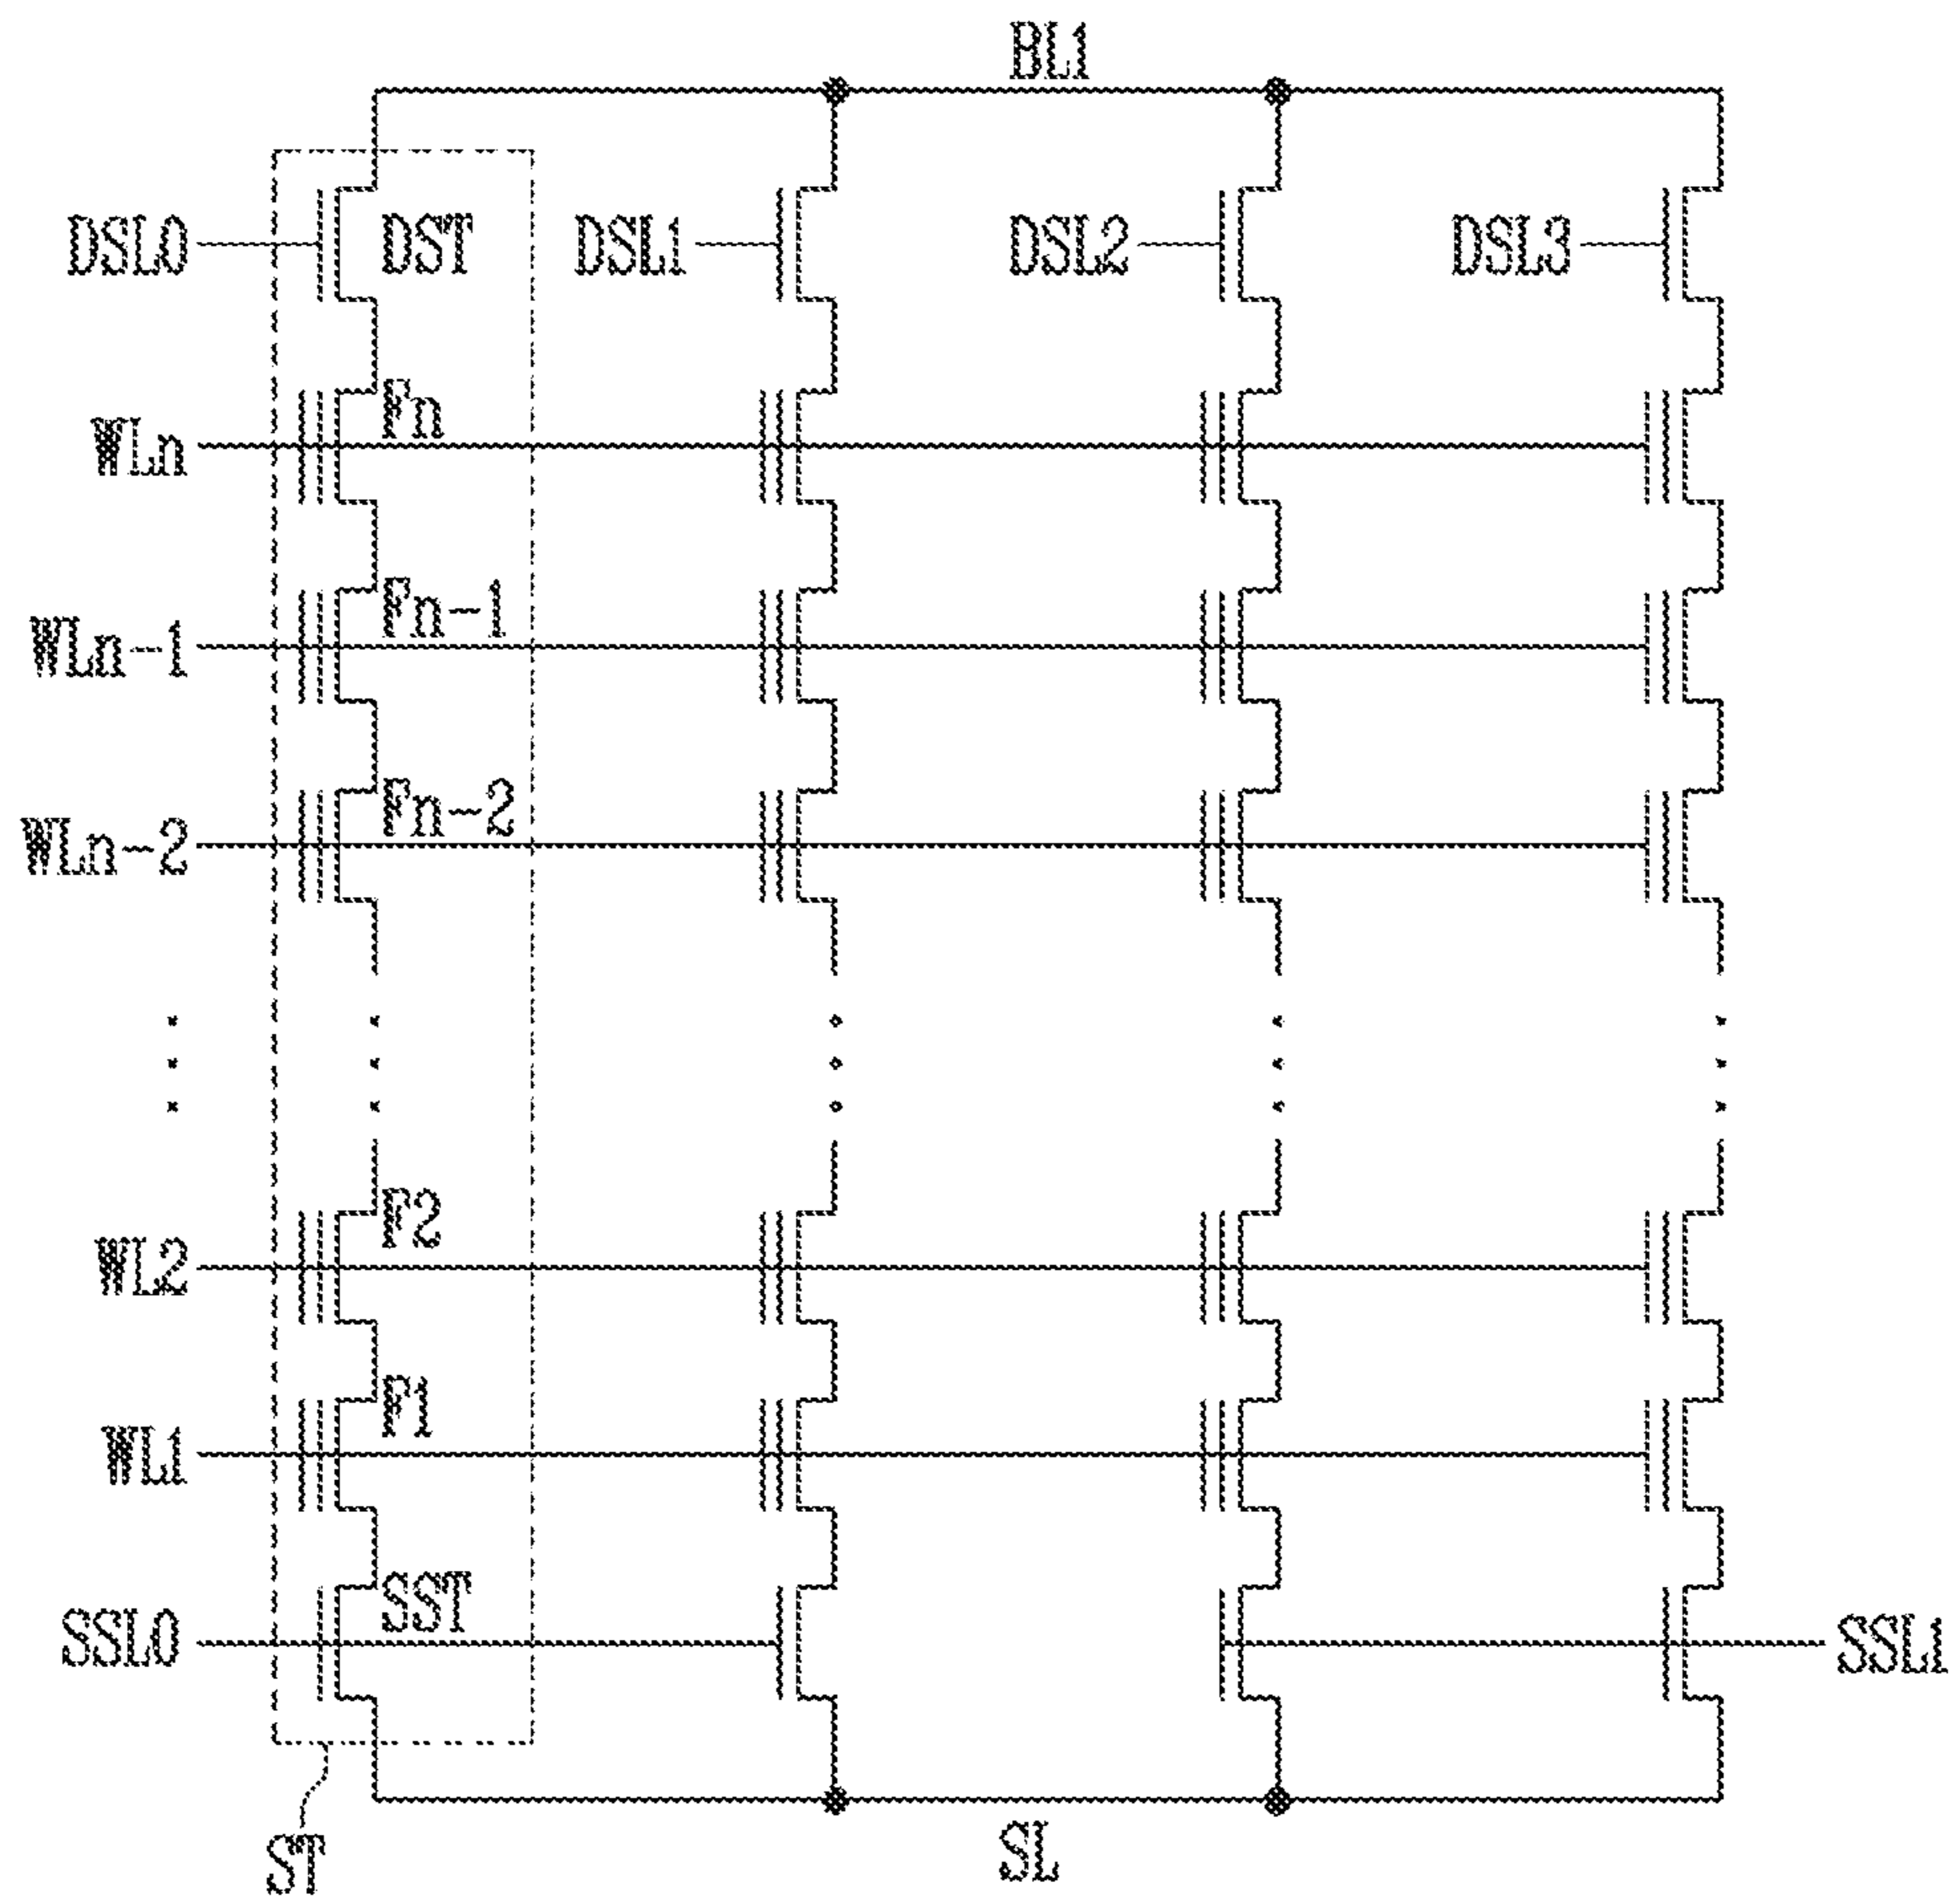 BL1
DSL0 DST DSL1 DSL2 DSL3
Fn
WLn
Fn-1
WLn-1
Fn-2
WLn-2
F2
WL2
F1
WL1
SST
SSL0 SSL1
SL
ST